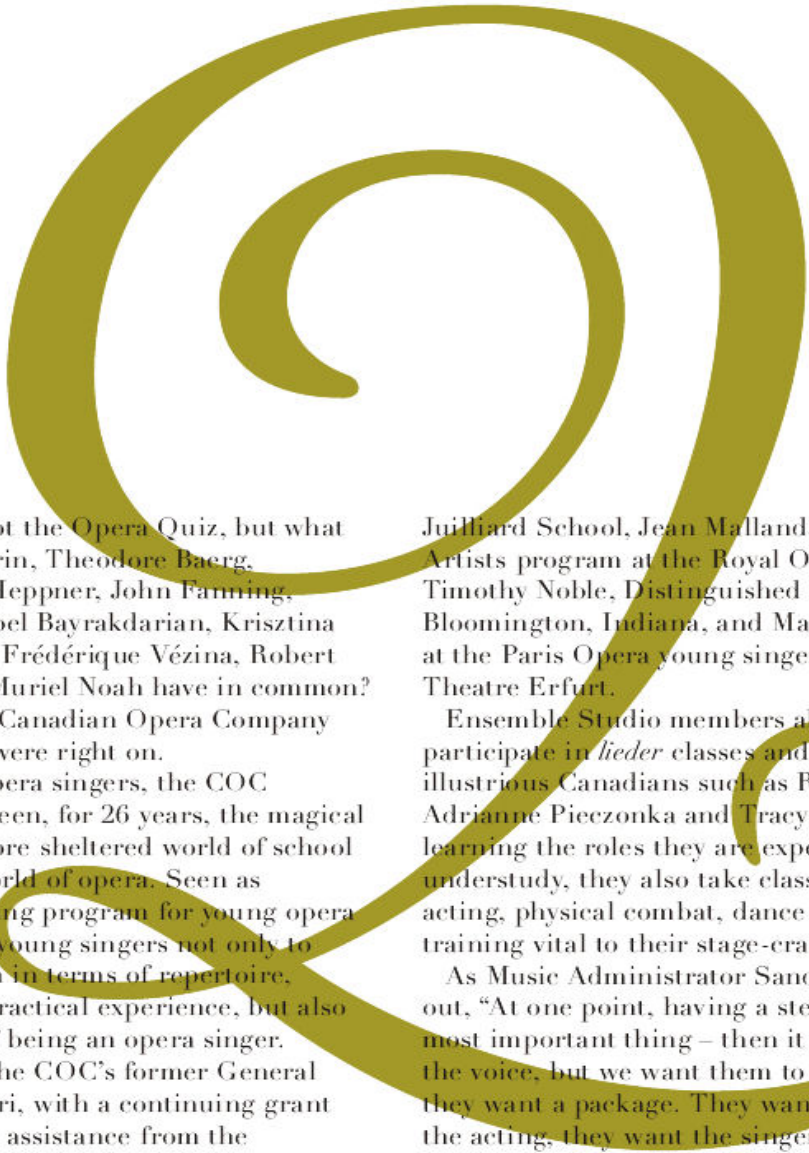 ot the Opera Quiz, but what
rin, Theodore Baerg,
Heppner, John Fanning,
bel Bayrakdarian, Krisztina
Frédérique Vézina, Robert
Muriel Noah have in common?
Canadian Opera Company
were right on.
pera singers, the COC
een, for 26 years, the magical
ore sheltered world of school
rld of opera. Seen as
ng program for young opera
young singers not only to
in terms of repertoire,
ractical experience, but also
being an opera singer.
he COC’s former General
ri, with a continuing grant
assistance from the
Juilliard School, Jean Malland
Artists program at the Royal O
Timothy Noble, Distinguished
Bloomington, Indiana, and Ma
at the Paris Opera young singe
Theatre Erfurt.
Ensemble Studio members al
participate in lieder classes and
illustrious Canadians such as
Adrianne Pieczonka and Tracy
learning the roles they are expe
understudy, they also take class
acting, physical combat, dance
training vital to their stage-cra
As Music Administrator Sand
out, “At one point, having a ste
most important thing – then it
the voice, but we want them to
they want a package. They wan
the acting, they want the singe